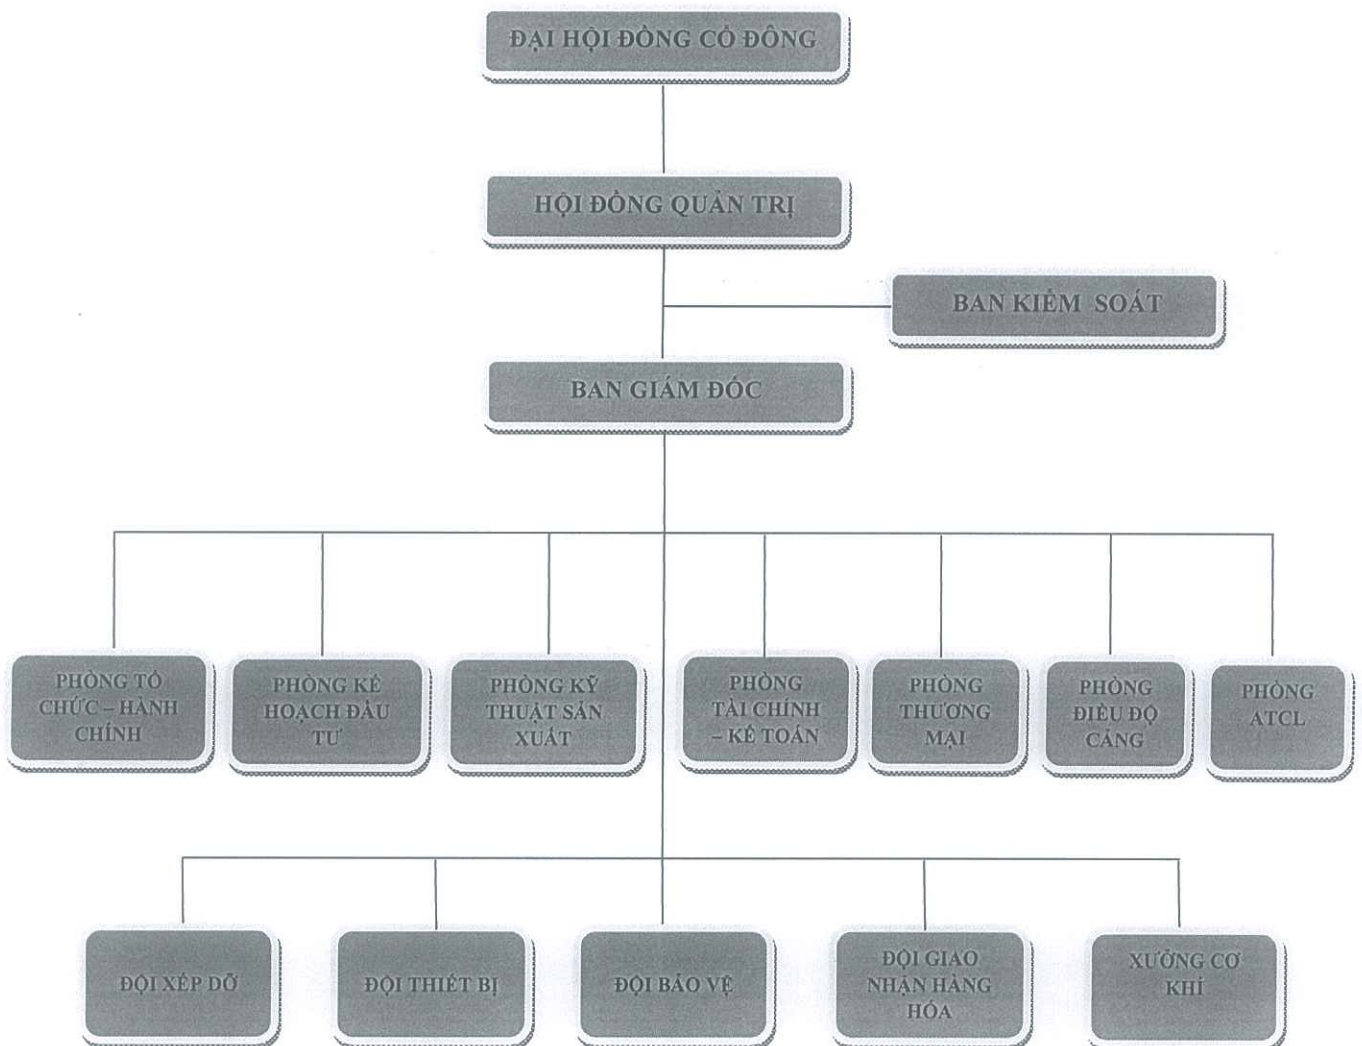 ĐẠI HỘI ĐỒNG CỔ ĐÔNG
HỘI ĐỒNG QUẢN TRỊ
BAN KIỂM SOÁT
BAN GIÁM ĐỐC
PHÒNG TỔ
CHỨC – HÀNH
CHÍNH
PHÒNG KẾ
HOẠCH ĐẦU
TƯ
PHÒNG KỸ
THUẬT SẢN
XUẤT
PHÒNG
TÀI CHÍNH
– KẾ TOÁN
PHÒNG
THƯƠNG
MẠI
PHÒNG
ĐIỀU ĐỘ
CẢNG
PHÒNG
ATCL
ĐỘI XẾP DỠ
ĐỘI THIẾT BỊ
ĐỘI BẢO VỆ
ĐỘI GIAO
NHẬN HÀNG
HÓA
XƯỞNG CƠ
KHÍ